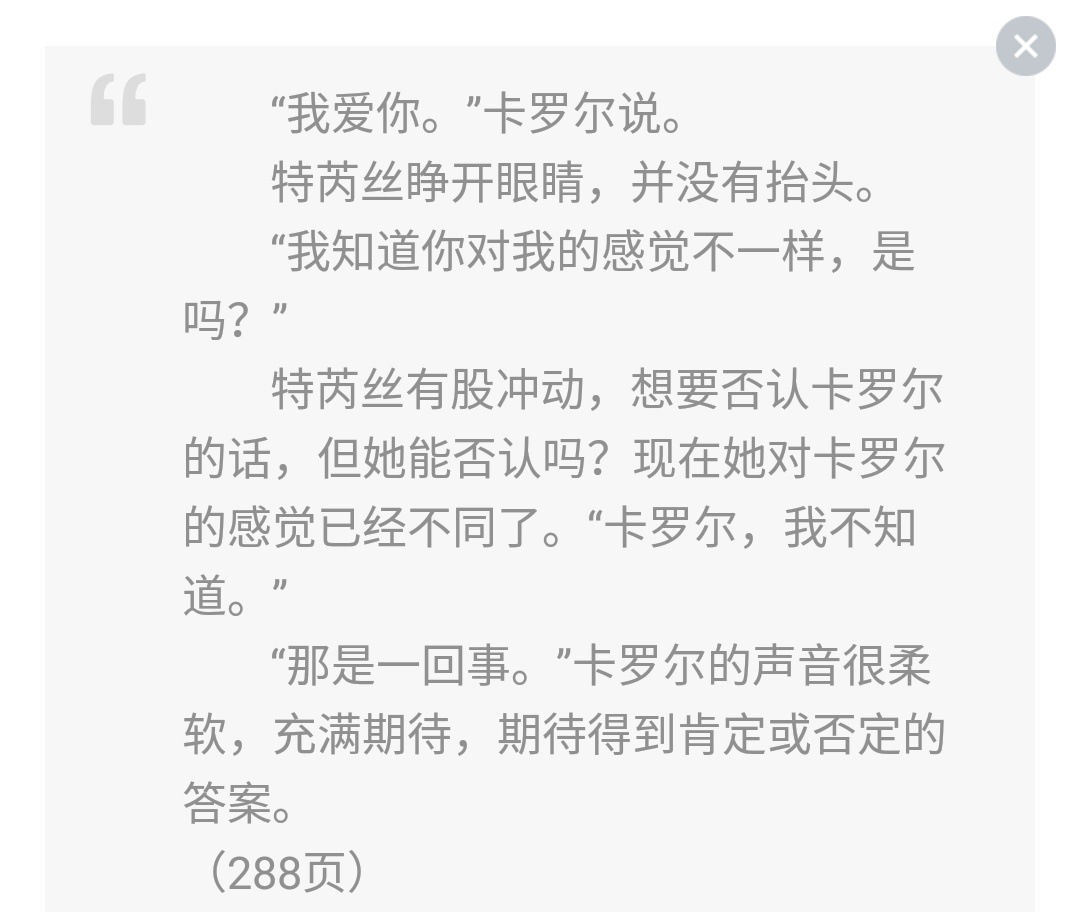 “我爱你。”卡罗尔说。
特芮丝睁开眼睛，并没有抬头。
“我知道你对我的感觉不一样，是
吗？”
特芮丝有股冲动，想要否认卡罗尔
的话，但她能否认吗？现在她对卡罗尔
的感觉已经不同了。“卡罗尔，我不知
道。”
“那是一回事。”卡罗尔的声音很柔
软，充满期待，期待得到肯定或否定的
答案。
（288页）